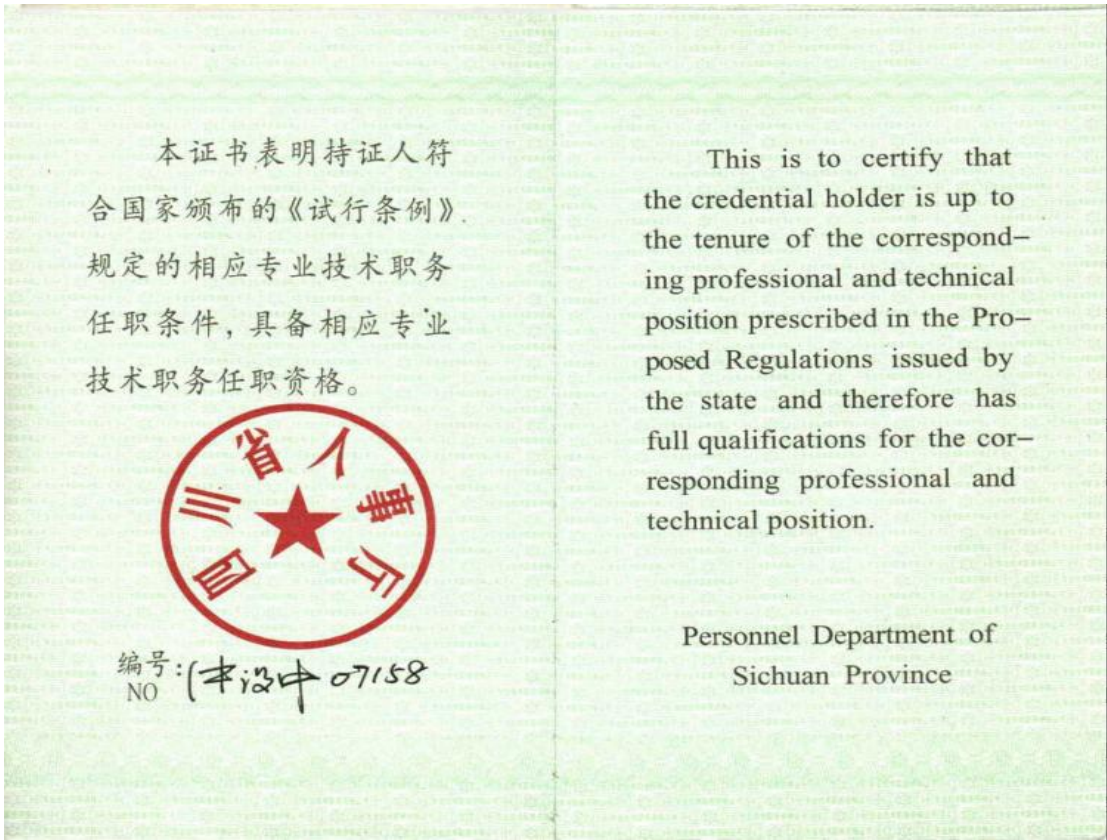 本证书表明持证人符
合国家颁布的《试行条例》
规定的相应专业技术职务
任职条件，具备相应专业
技术职务任职资格。
四川省人事厅
编号：
NO
07158
This is to certify that
the credential holder is up to
the tenure of the correspond–
ing professional and technical
position prescribed in the Pro–
posed Regulations issued by
the state and therefore has
full qualifications for the cor–
responding professional and
technical position.
Personnel Department of
Sichuan Province